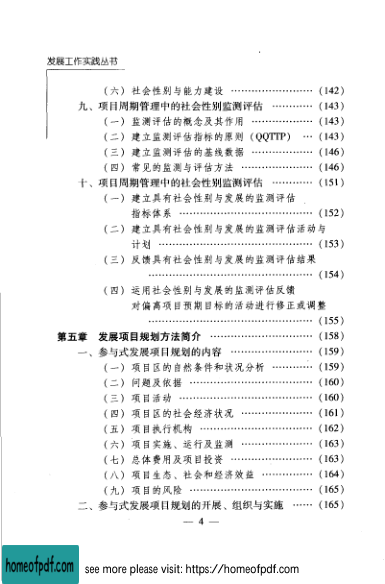 发展工作实践丛书
(六) 社会性别与能力建设 ………………… (142)
九、项目周期管理中的社会性别监测评估 ………… (143)
(一) 监测评估的概念及其作用 ……………… (143)
(二) 建立监测评估指标的原则 (QQTTP) … (143)
(三) 建立监测评估的基线数据 ……………… (146)
(四) 常见的监测与评估方法 ………………… (146)
十、项目周期管理中的社会性别监测评估 ………… (151)
(一) 建立具有社会性别与发展的监测评估
指标体系 ……………………………… (152)
(二) 建立具有社会性别与发展的监测评估活动与
计划 …………………………………… (153)
(三) 反馈具有社会性别与发展的监测评估结果
……………………………………… (154)
(四) 运用社会性别与发展的监测评估反馈
对偏离项目预期目标的活动进行修正或调整
……………………………………… (155)
第五章 发展项目规划方法简介 ……………………… (158)
一、参与式发展项目规划的内容 ………………… (159)
(一) 项目区的自然条件和状况分析 ………… (159)
(二) 问题及依据 …………………………… (160)
(三) 项目活动 ……………………………… (160)
(四) 项目区的社会经济状况 ………………… (161)
(五) 项目执行机构 ………………………… (162)
(六) 项目实施、运行及监测 ………………… (163)
(七) 总体费用及项目投资 ………………… (163)
(八) 项目生态、社会和经济效益 …………… (164)
(九) 项目的风险 …………………………… (165)
二、参与式发展项目规划的开展、组织与实施 …… (165)
— 4 —
homeofpdf.com
see more please visit: https://homeofpdf.com